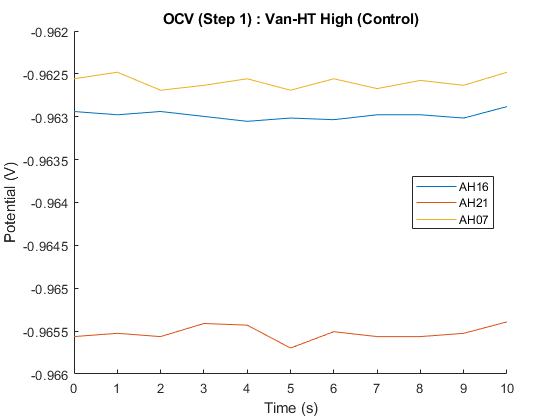 OCV (Step 1) : Van-HT High (Control)
-0.962
-0.9625
-0.963
-0.9635
-0.964
-0.9645
-0.965
-0.9655
-0.966
Potential (V)
AH16
AH21
AH07
0 1 2 3 4 5 6 7 8 9 10
Time (s)